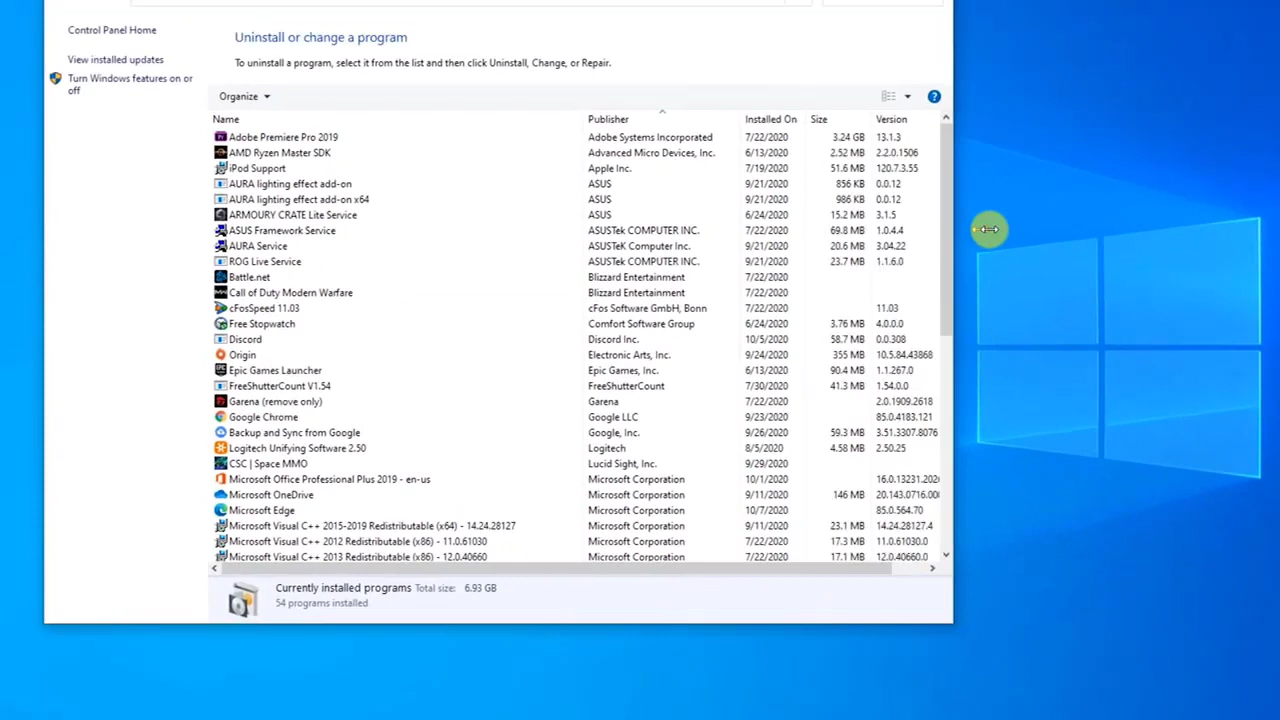 Control Panel Home
Uninstall or change a program
View installed updates
To uninstall a program, select it from the list and then click Uninstall, Change, or Repair.
Turn Windows features on or
off
Organize
Name Publisher Installed On Size Version
Adobe Premiere Pro 2019 Adobe Systems Incorporated 7/22/2020 3.24 GB 13.1.3
AMD Ryzen Master SDK Advanced Micro Devices, Inc. 6/13/2020 2.52 MB 2.2.0.1506
iPod Support Apple Inc. 7/19/2020 51.6 MB 120.7.3.55
AURA lighting effect add-on ASUS 9/21/2020 856 KB 0.0.12
AURA lighting effect add-on x64 ASUS 9/21/2020 986 KB 0.0.12
ARMOURY CRATE Lite Service ASUS 6/24/2020 15.2 MB 3.1.5
ASUS Framework Service ASUSTeK COMPUTER INC. 7/22/2020 69.8 MB 1.0.4.4
AURA Service ASUSTeK Computer Inc. 9/21/2020 20.6 MB 3.04.22
ROG Live Service ASUSTeK COMPUTER INC. 9/21/2020 23.7 MB 1.1.6.0
Battle.net Blizzard Entertainment 7/22/2020
Call of Duty Modern Warfare Blizzard Entertainment 7/22/2020
cFosSpeed 11.03 cFos Software GmbH, Bonn 7/22/2020 11.03
Free Stopwatch Comfort Software Group 6/24/2020 3.76 MB 4.0.0.0
Discord Discord Inc. 10/5/2020 58.7 MB 0.0.308
Origin Electronic Arts, Inc. 9/24/2020 355 MB 10.5.84.43868
Epic Games Launcher Epic Games, Inc. 6/13/2020 90.4 MB 1.1.267.0
FreeShutterCount V1.54 FreeShutterCount 7/30/2020 41.3 MB 1.54.0.0
Garena (remove only) Garena 7/22/2020 2.0.1909.2618
Google Chrome Google LLC 9/23/2020 85.0.4183.121
Backup and Sync from Google Google, Inc. 9/26/2020 59.3 MB 3.51.3307.8076
Logitech Unifying Software 2.50 Logitech 8/5/2020 4.58 MB 2.50.25
CSC | Space MMO Lucid Sight, Inc. 9/29/2020
Microsoft Office Professional Plus 2019 - en-us Microsoft Corporation 10/1/2020 16.0.13231.202
Microsoft OneDrive Microsoft Corporation 9/11/2020 146 MB 20.143.0716.00
Microsoft Edge Microsoft Corporation 10/7/2020 85.0.564.70
Microsoft Visual C++ 2015-2019 Redistributable (x64) - 14.24.28127 Microsoft Corporation 9/11/2020 23.1 MB 14.24.28127.4
Microsoft Visual C++ 2012 Redistributable (x86) - 11.0.61030 Microsoft Corporation 7/22/2020 17.3 MB 11.0.61030.0
Microsoft Visual C++ 2013 Redistributable (x86) - 12.0.40660 Microsoft Corporation 7/22/2020 17.1 MB 12.0.40660.0
Currently installed programs Total size: 6.93 GB
54 programs installed